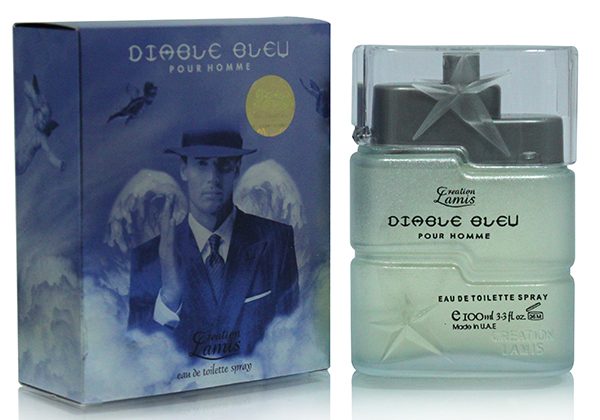 DIABLE BLEU
POUR HOMME
Creation
Lamis
eau de toilette spray
Creation
Lamis
DIABLE BLEU
POUR HOMME
EAU DE TOILETTE SPRAY
e 100ml 3·3 fl oz.
Made in U.A.E
CREATION
LAMIS